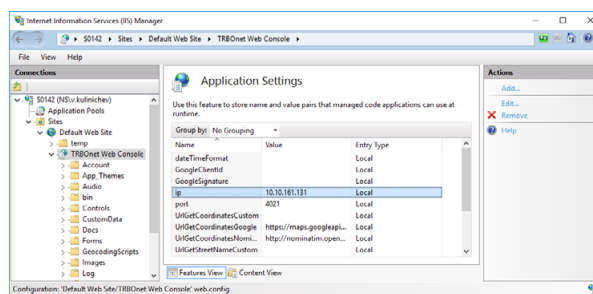 Internet Information Services (IIS) Manager
S0142 ▸ Sites ▸ Default Web Site ▸ TRBOnet Web Console ▸
File View Help
Connections
S0142 (NS\v.kulinichev)
Application Pools
Sites
Default Web Site
temp
TRBOnet Web Console
Account
App_Themes
Audio
bin
Controls
CustomData
Docs
Forms
GeocodingScripts
Images
Log
Application Settings
Use this feature to store name and value pairs that managed code applications can use at
runtime.
Group by: No Grouping
Name Value Entry Type
dateTimeFormat Local
GoogleClientId Local
GoogleSignature Local
ip 10.10.161.131 Local
port 4021 Local
UrlGetCoordinatesCustom Local
UrlGetCoordinatesGoogle https://maps.googleapi... Local
UrlGetCoordinatesNomi... http://nominatim.open... Local
UrlGetStreetNameCustom Local
Features View Content View
Actions
Add...
Edit...
Remove
Help
Configuration: 'Default Web Site/TRBOnet Web Console' web.config